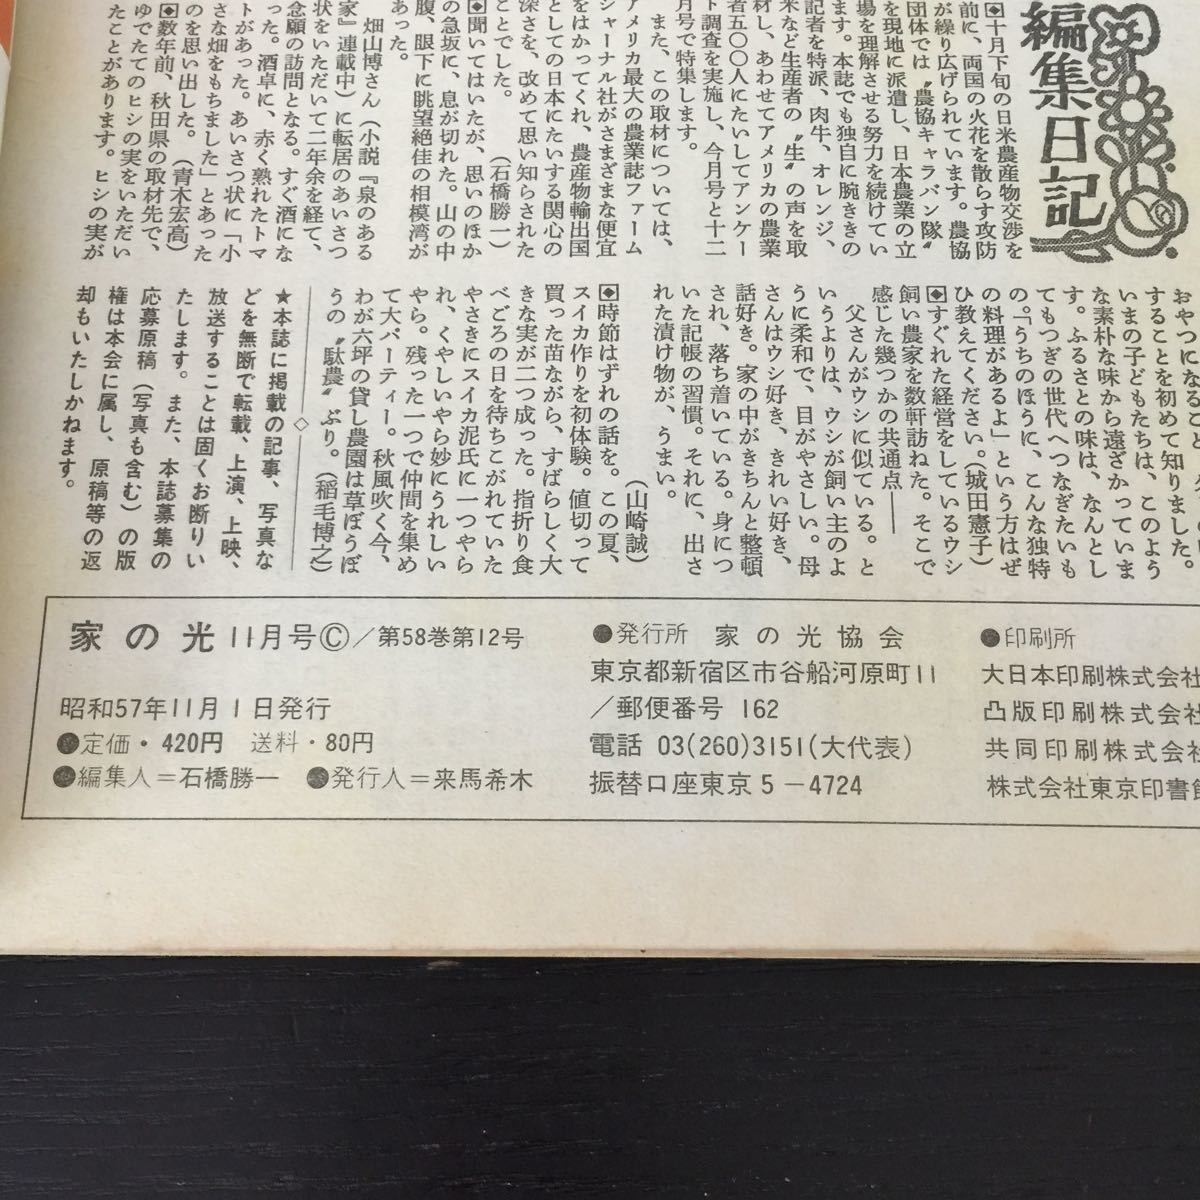 編集日記
◈十月下旬の日米農産物交渉を
前に、両国の火花を散らす攻防
が繰り広げられています。農協
団体では〝農協キャラバン隊〟
を現地に派遣し、日本農業の立
場を理解させる努力を続けてい
ます。本誌でも独自に腕ききの
記者を特派、肉牛、オレンジ、
米など生産者の〝生〟の声を取
材し、あわせてアメリカの農業
者五〇〇人にたいしてアンケー
ト調査を実施し、今月号と十二
月号で特集します。
また、この取材については、
アメリカ最大の農業誌ファーム
ジャーナル社がさまざまな便宜
をはかってくれ、農産物輸出国
としての日本にたいする関心の
深さを、改めて思い知らされた
ことでした。（石橋勝一）
◈聞いてはいたが、思いのほか
の急坂に、息が切れた。山の中
腹、眼下に眺望絶佳の相模湾が
あった。
畑山博さん（小説『泉のある
家』連載中）に転居のあいさつ
状をいただいて二年余を経て、
念願の訪問となる。すぐ酒にな
った。酒卓に、赤く熟れたトマ
トがあった。あいさつ状に「小
さな畑をもちました」とあった
のを思い出した。（青木宏高）
◈数年前、秋田県の取材先で、
ゆでたてのヒシの実をいただい
たことがあります。ヒシの実が
おやつになること
することを初めて知りました。
いまの子どもたちは、このよう
な素朴な味から遠ざかっていま
す。ふるさとの味は、なんとし
てもつぎの世代へつなぎたいも
の。「うちのほうに、こんな独特
の料理があるよ」という方はぜ
ひ教えてください。（城田憲子）
◈すぐれた経営をしているウシ
飼い農家を数軒訪ねた。そこで
感じた幾つかの共通点――
父さんがウシに似ている。と
いうよりは、ウシが飼い主のよ
うに柔和で、目がやさしい。母
さんはウシ好き、きれい好き、
話好き。家の中がきちんと整頓
され、落ち着いている。身につ
いた記帳の習慣。それに、出さ
れた漬け物が、うまい。
（山崎誠）
◈時節はずれの話を。この夏、
スイカ作りを初体験。値切って
買った苗ながら、すばらしく大
きな実が二つ成った。指折り食
べごろの日を待ちこがれていた
やさきにスイカ泥氏に一つやら
れ、くやしいやら妙にうれしい
やら。残った一つで仲間を集め
て大パーティー。秋風吹く今、
わが六坪の貸し農園は草ぼうぼ
うの〝駄農〟ぶり。（稲毛博之）
◇
★本誌に掲載の記事、写真な
どを無断で転載、上演、上映、
放送することは固くお断りい
たします。また、本誌募集の
応募原稿（写真も含む）の版
権は本会に属し、原稿等の返
却もいたしかねます。
家の光 11月号Ⓒ/第58巻第12号
昭和57年11月1日発行
●定価・420円 送料・80円
●編集人＝石橋勝一 ●発行人＝来馬希木
●発行所 家の光協会
東京都新宿区市谷船河原町11
/郵便番号 162
電話 03(260)3151(大代表)
振替口座東京5-4724
●印刷所
大日本印刷株式会社
凸版印刷株式会社
共同印刷株式会社
株式会社東京印書館